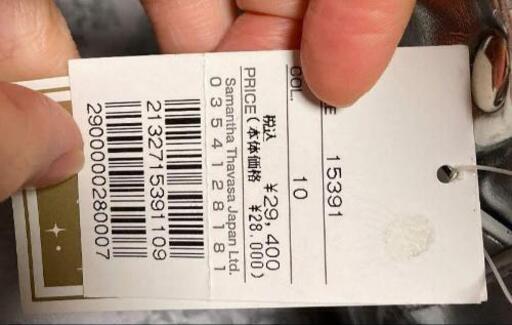 E 15391
COL. 10
税込 ¥29,400
PRICE(本体価格 ¥28,000)
Samantha Thavasa Japan Ltd.
0354128181
2132715391109
2900000280007